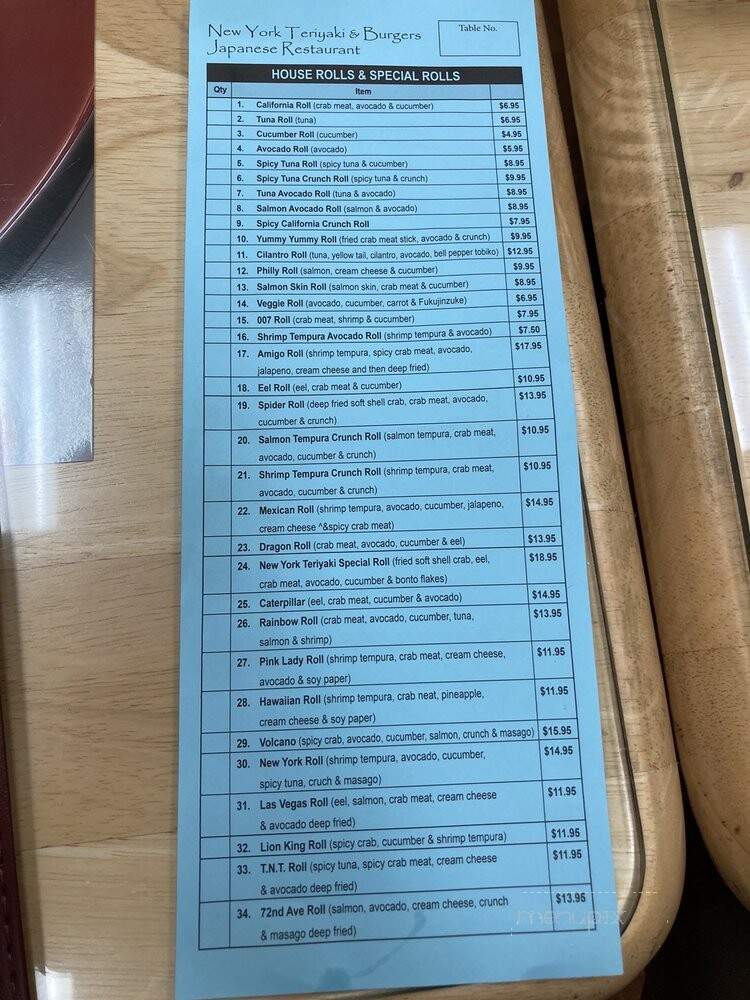 New York Teriyaki & Burgers
Japanese Restaurant
Table No.
HOUSE ROLLS & SPECIAL ROLLS
Qty Item
1. California Roll (crab meat, avocado & cucumber) $6.95
2. Tuna Roll (tuna) $6.95
3. Cucumber Roll (cucumber) $4.95
4. Avocado Roll (avocado) $5.95
5. Spicy Tuna Roll (spicy tuna & cucumber) $8.95
6. Spicy Tuna Crunch Roll (spicy tuna & crunch) $9.95
7. Tuna Avocado Roll (tuna & avocado) $8.95
8. Salmon Avocado Roll (salmon & avocado) $8.95
9. Spicy California Crunch Roll $7.95
10. Yummy Yummy Roll (fried crab meat stick, avocado & crunch) $9.95
11. Cilantro Roll (tuna, yellow tail, cilantro, avocado, bell pepper tobiko) $12.95
12. Philly Roll (salmon, cream cheese & cucumber) $9.95
13. Salmon Skin Roll (salmon skin, crab meat & cucumber) $8.95
14. Veggie Roll (avocado, cucumber, carrot & Fukujinzuke) $6.95
15. 007 Roll (crab meat, shrimp & cucumber) $7.95
16. Shrimp Tempura Avocado Roll (shrimp tempura & avocado) $7.50
17. Amigo Roll (shrimp tempura, spicy crab meat, avocado, $17.95
jalapeno, cream cheese and then deep fried)
18. Eel Roll (eel, crab meat & cucumber) $10.95
19. Spider Roll (deep fried soft shell crab, crab meat, avocado, $13.95
cucumber & crunch)
20. Salmon Tempura Crunch Roll (salmon tempura, crab meat, $10.95
avocado, cucumber & crunch)
21. Shrimp Tempura Crunch Roll (shrimp tempura, crab meat, $10.95
avocado, cucumber & crunch)
22. Mexican Roll (shrimp tempura, avocado, cucumber, jalapeno, $14.95
cream cheese ^&spicy crab meat)
23. Dragon Roll (crab meat, avocado, cucumber & eel) $13.95
24. New York Teriyaki Special Roll (fried soft shell crab, eel, $18.95
crab meat, avocado, cucumber & bonto flakes)
25. Caterpillar (eel, crab meat, cucumber & avocado) $14.95
26. Rainbow Roll (crab meat, avocado, cucumber, tuna, $13.95
salmon & shrimp)
27. Pink Lady Roll (shrimp tempura, crab meat, cream cheese, $11.95
avocado & soy paper)
28. Hawaiian Roll (shrimp tempura, crab neat, pineapple, $11.95
cream cheese & soy paper)
29. Volcano (spicy crab, avocado, cucumber, salmon, crunch & masago) $15.95
30. New York Roll (shrimp tempura, avocado, cucumber, $14.95
spicy tuna, cruch & masago)
31. Las Vegas Roll (eel, salmon, crab meat, cream cheese $11.95
& avocado deep fried)
32. Lion King Roll (spicy crab, cucumber & shrimp tempura) $11.95
33. T.N.T. Roll (spicy tuna, spicy crab meat, cream cheese $11.95
& avocado deep fried)
34. 72nd Ave Roll (salmon, avocado, cream cheese, crunch $13.95
& masago deep fried)
menupix